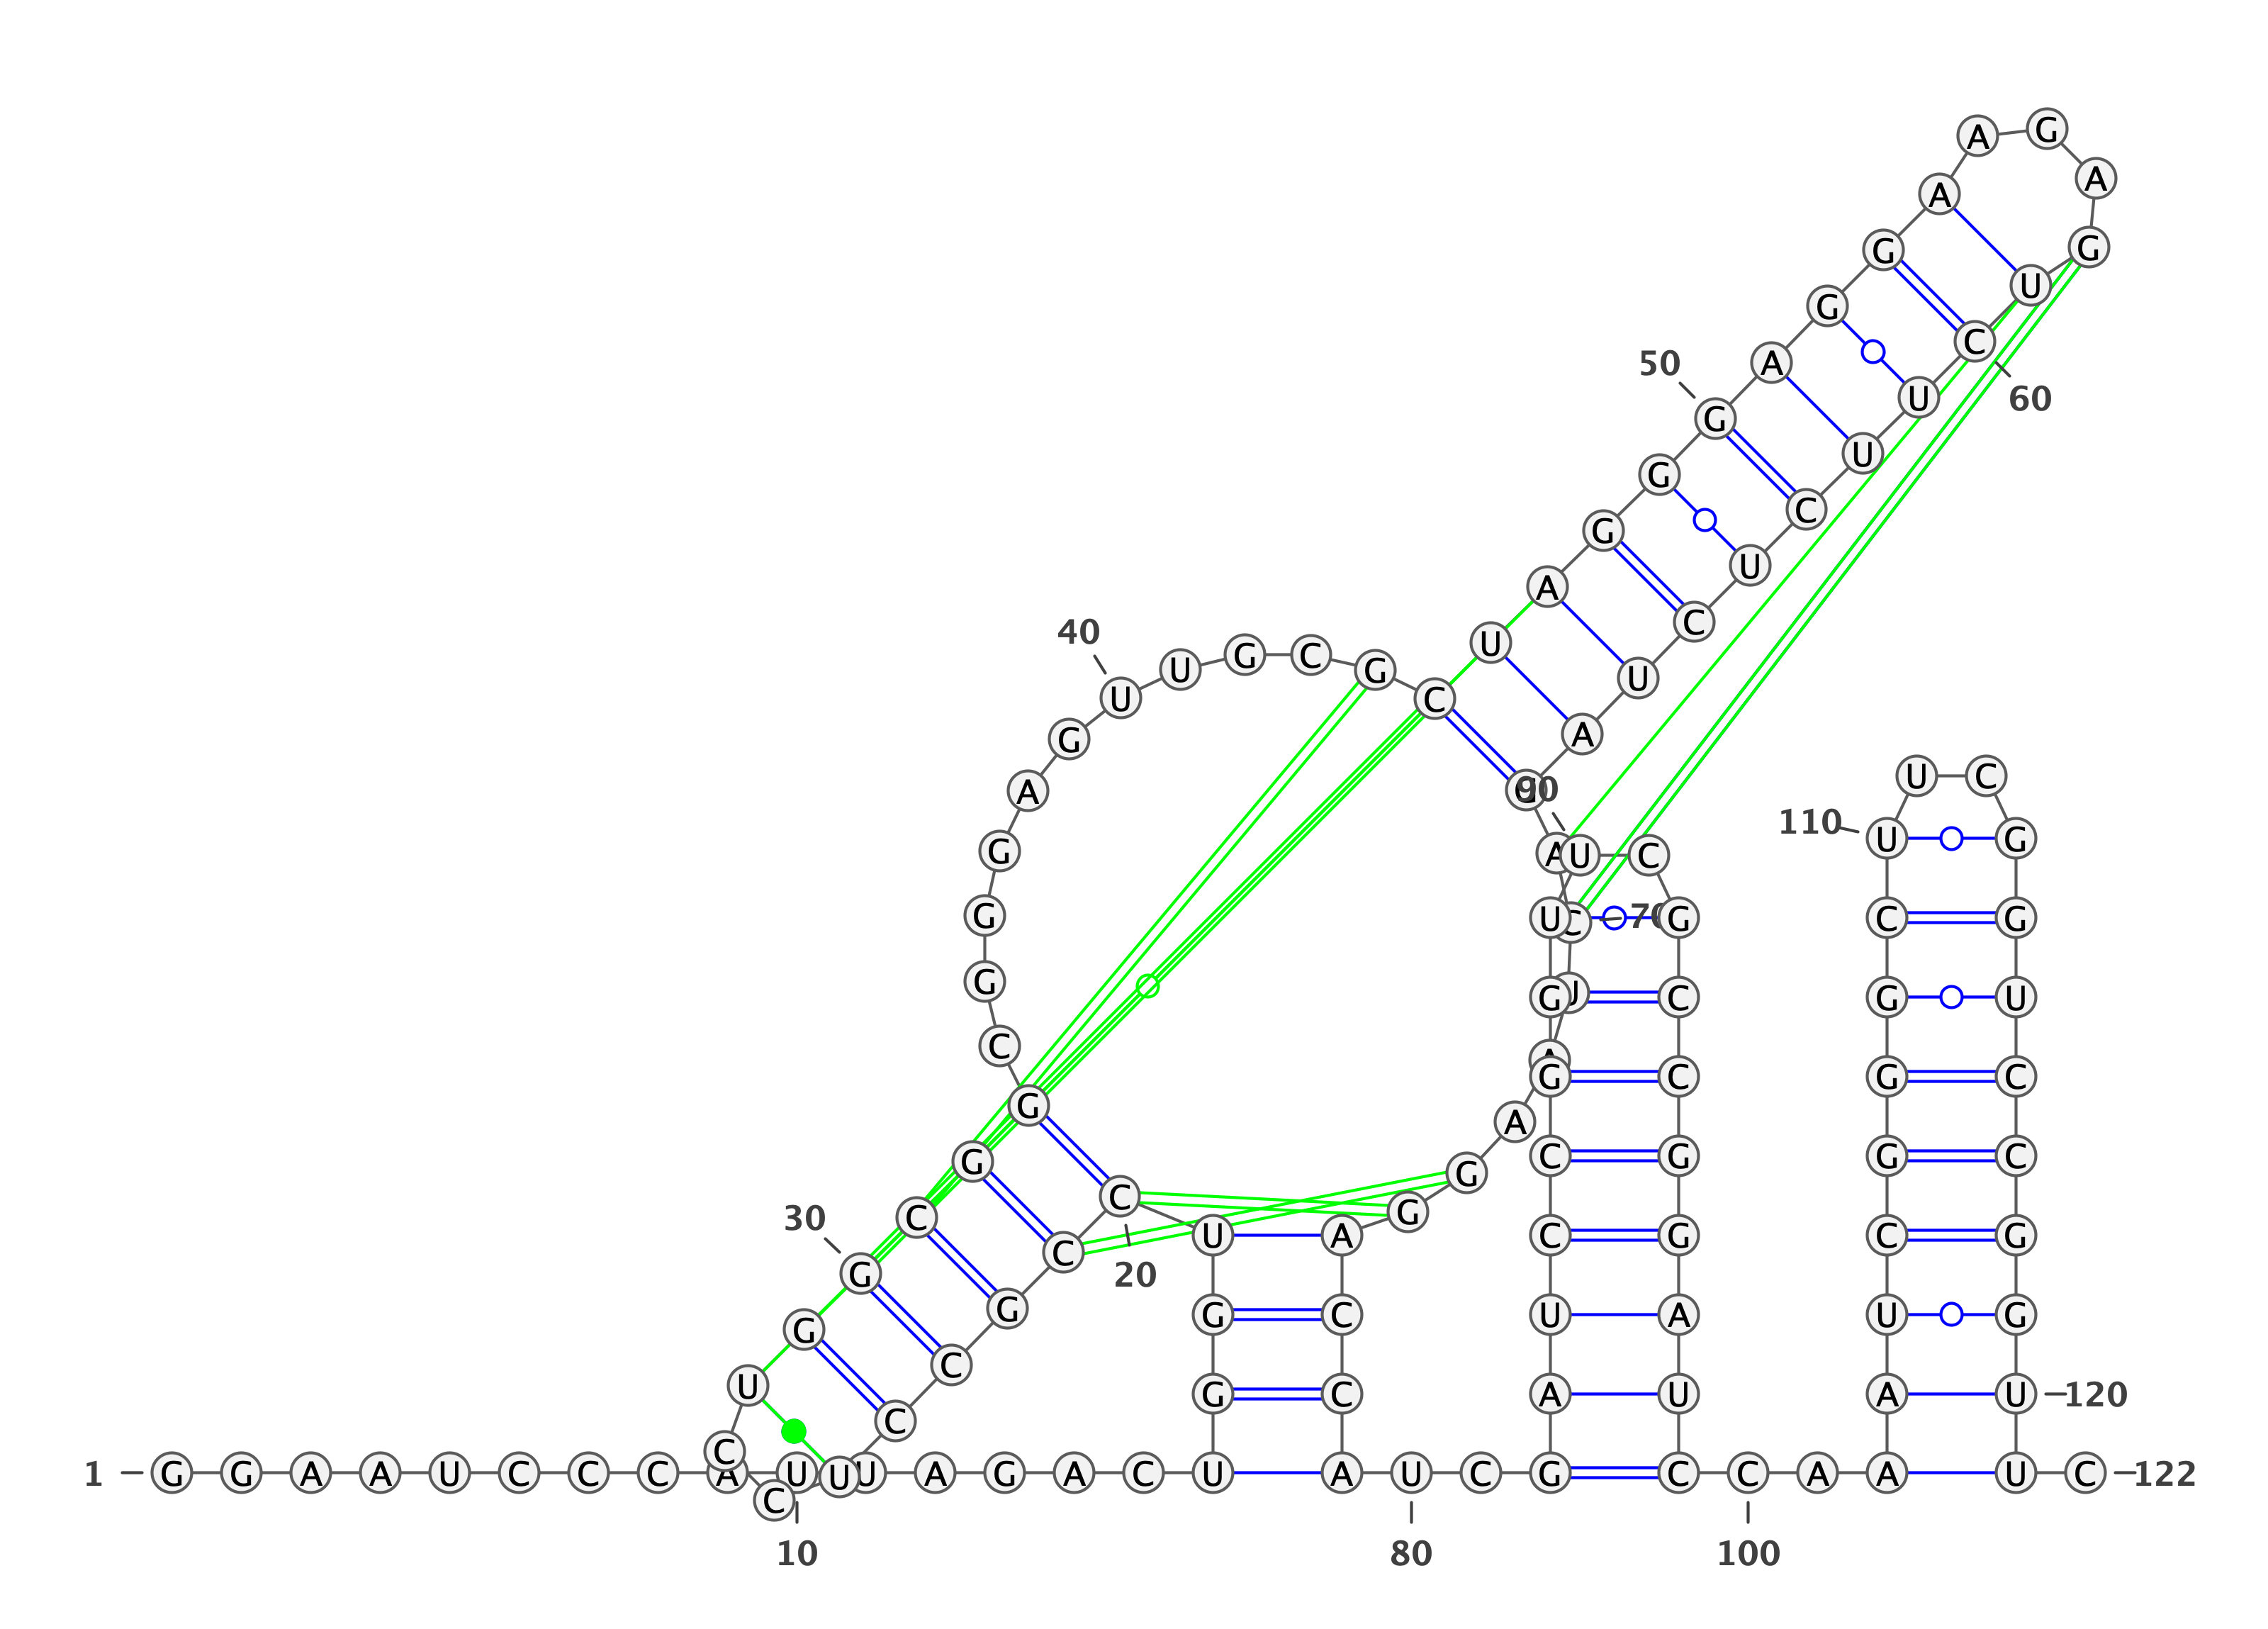 A G
A A
G G
U
G
C
50 A
U 60
G
U
G
C
G
U
A
C
40 U G C
U G U
U C
G A
U C
A G 90
110 U G
G A U C
G U C 70 G C G
G G U C G U
C A
G C G C
G
A
G G C G G C
C
30 C
U A C G C G
G C
G 20
G
G C U A U G
G
C
U G C A U A U 120
C
C
1 G G A A U C C C A U U U A G A C U A U C G C C A A U C 122
C
10 80 100